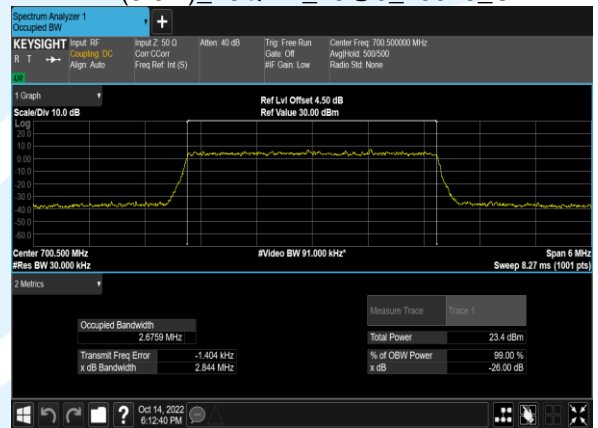 Spectrum Analyzer 1
Occupied BW
KEYSIGHT Input: RF Input Z: 50 Ω Atten: 40 dB Trig: Free Run Center Freq: 700.500000 MHz
R T Coupling: DC Corr CCorr Gate: Off Avg|Hold: 500/500
Align: Auto Freq Ref: Int (S) #IF Gain: Low Radio Std: None
LW
1 Graph Ref Lvl Offset 4.50 dB
Scale/Div 10.0 dB Ref Value 30.00 dBm
Log
20.0
10.0
0.00
-10.0
-20.0
-30.0
-40.0
-50.0
-60.0
Center 700.500 MHz #Video BW 91.000 kHz* Span 6 MHz
#Res BW 30.000 kHz Sweep 8.27 ms (1001 pts)
2 Metrics
Measure Trace Trace 1
Occupied Bandwidth
2.6759 MHz Total Power 23.4 dBm
Transmit Freq Error -1.404 kHz % of OBW Power 99.00 %
x dB Bandwidth 2.844 MHz x dB -26.00 dB
Oct 14, 2022
6:12:40 PM